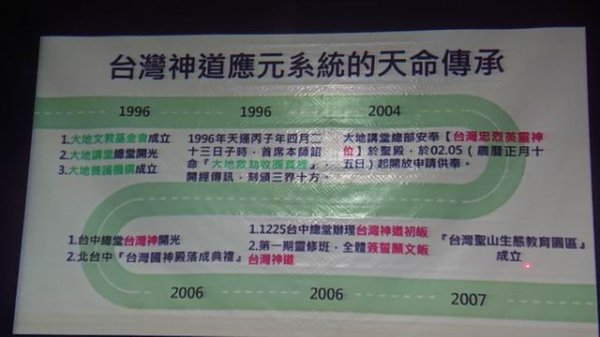 台灣神道應元系統的天命傳承
1996
1996
2004
1.大地文教基金會成立
2.大地講堂總堂開光
3.大地養護機構成立
1996年天運丙子年四月二
十三日子時,首席本師詔
命『大地救劫收圓真經』,
開經傳訊,刻頒三界十方。
大地講堂總部安奉【台灣忠烈英靈神
位】於聖殿,於02.05(農曆正月十
五日)起開放申請供奉。
1.台中總堂台灣神開光
2.北台中『台灣國神殿落成典禮』
1.1225台中總堂辦理台灣神道初皈
2.第一期靈修班,全體簽誓願文皈
台灣神道
『台灣聖山生態教育園區』
成立
2006
2006
2007